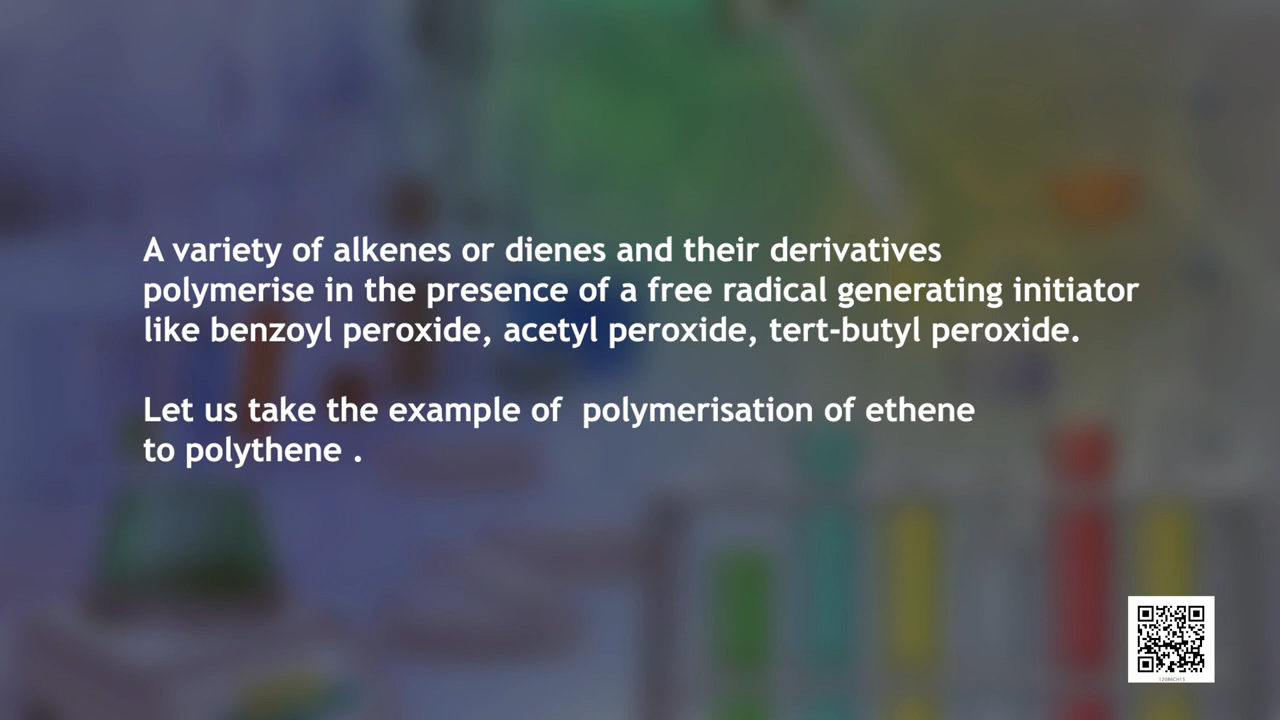 A variety of alkenes or dienes and their derivatives
polymerise in the presence of a free radical generating initiator
like benzoyl peroxide, acetyl peroxide, tert-butyl peroxide.
Let us take the example of  polymerisation of ethene
to polythene .